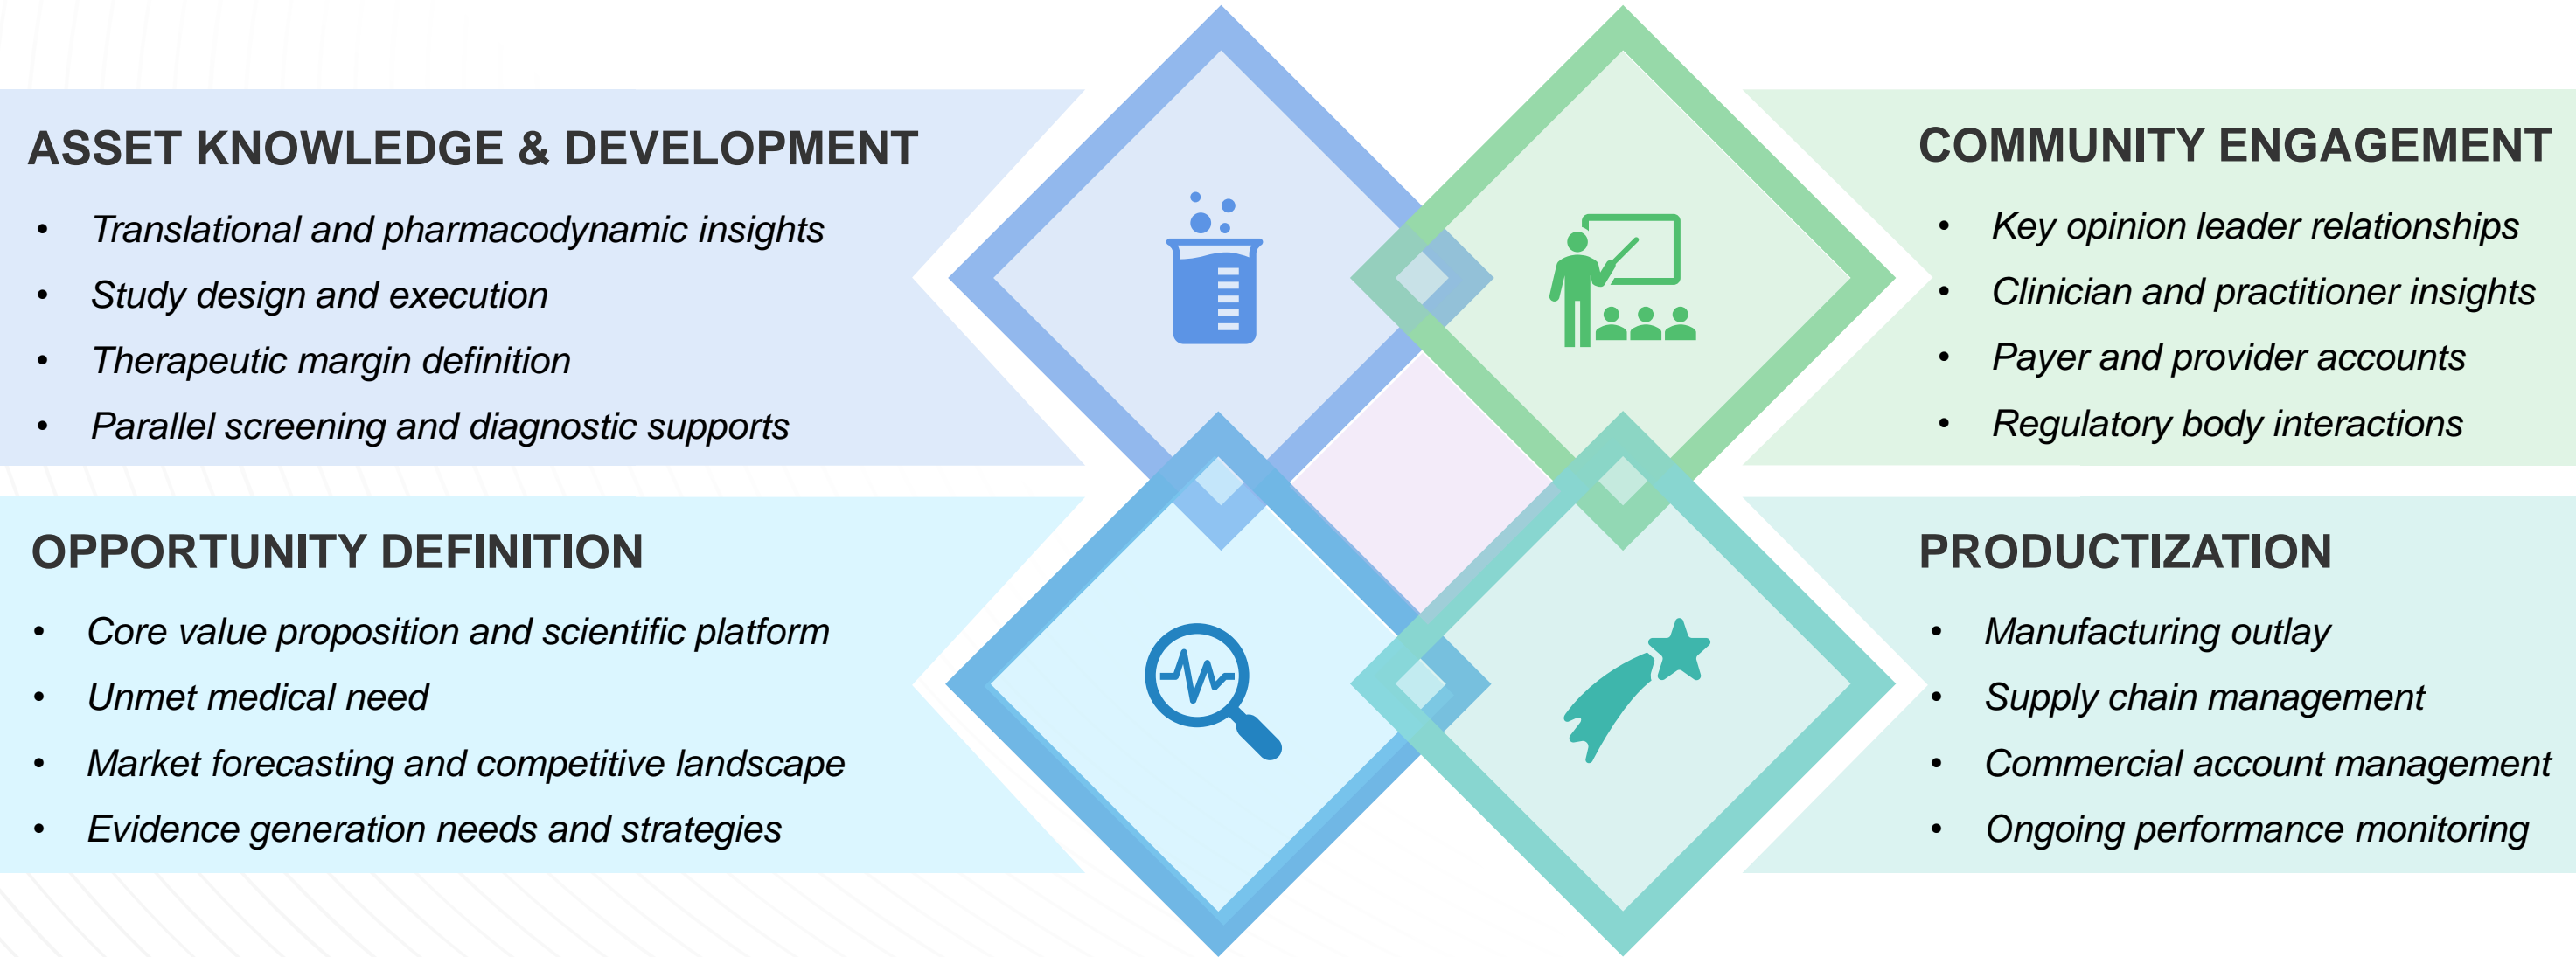 ASSET KNOWLEDGE & DEVELOPMENT
• Translational and pharmacodynamic insights
• Study design and execution
• Therapeutic margin definition
• Parallel screening and diagnostic supports
COMMUNITY ENGAGEMENT
• Key opinion leader relationships
• Clinician and practitioner insights
• Payer and provider accounts
• Regulatory body interactions
OPPORTUNITY DEFINITION
• Core value proposition and scientific platform
• Unmet medical need
• Market forecasting and competitive landscape
• Evidence generation needs and strategies
PRODUCTIZATION
• Manufacturing outlay
• Supply chain management
• Commercial account management
• Ongoing performance monitoring